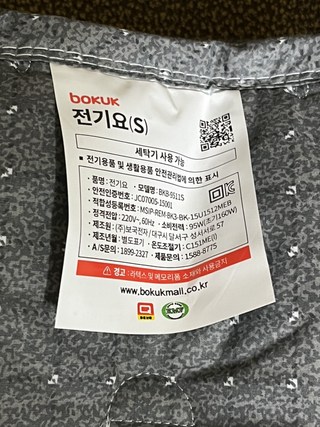 bokuk
전기요(S)
세탁기 사용 가능
■ 전기용품 및 생활용품 안전관리법에 의한 표시
· 품명 : 전기요 · 모델명 : BKB-9511S
· 안전인증번호 : JC07005-15001
· 적합성등록번호 : MSIP-REM-BK3-BK-15U1512MEB
· 정격전압 : 220V~, 60Hz · 소비전력 : 95W(초기160W)
· 제조원 : (주)보국전자 / 대구시 달서구 성서서로 57
· 제조년월 : 별도표기 · 온도조절기 :
· A/S문의 : 1899-2327 · 제품문의 : 1588-8775
경고 : 라텍스 및 메모리폼 소재와 사용금지
www.bokukmall.co.kr